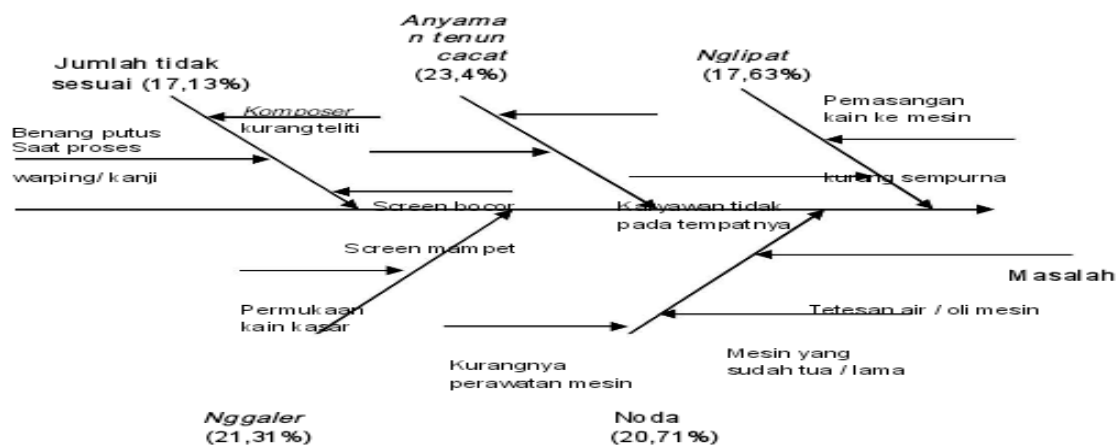 Jumlah tidak
sesuai (17,13%)
Anyama
n tenun
cacat
(23,4%)
Nglipat
(17,63%)
Komposer
kurang teliti
Pemasangan
kain ke mesin
Benang putus
Saat proses
warping/ kanji
kurang sempurna
Screen bocor
Karyawan tidak
pada tempatnya
Screen mampet
Masalah
Permukaan
kain kasar
Tetesan air / oli mesin
Kurangnya
perawatan mesin
Mesin yang
sudah tua / lama
Nggaler
(21,31%)
Noda
(20,71%)